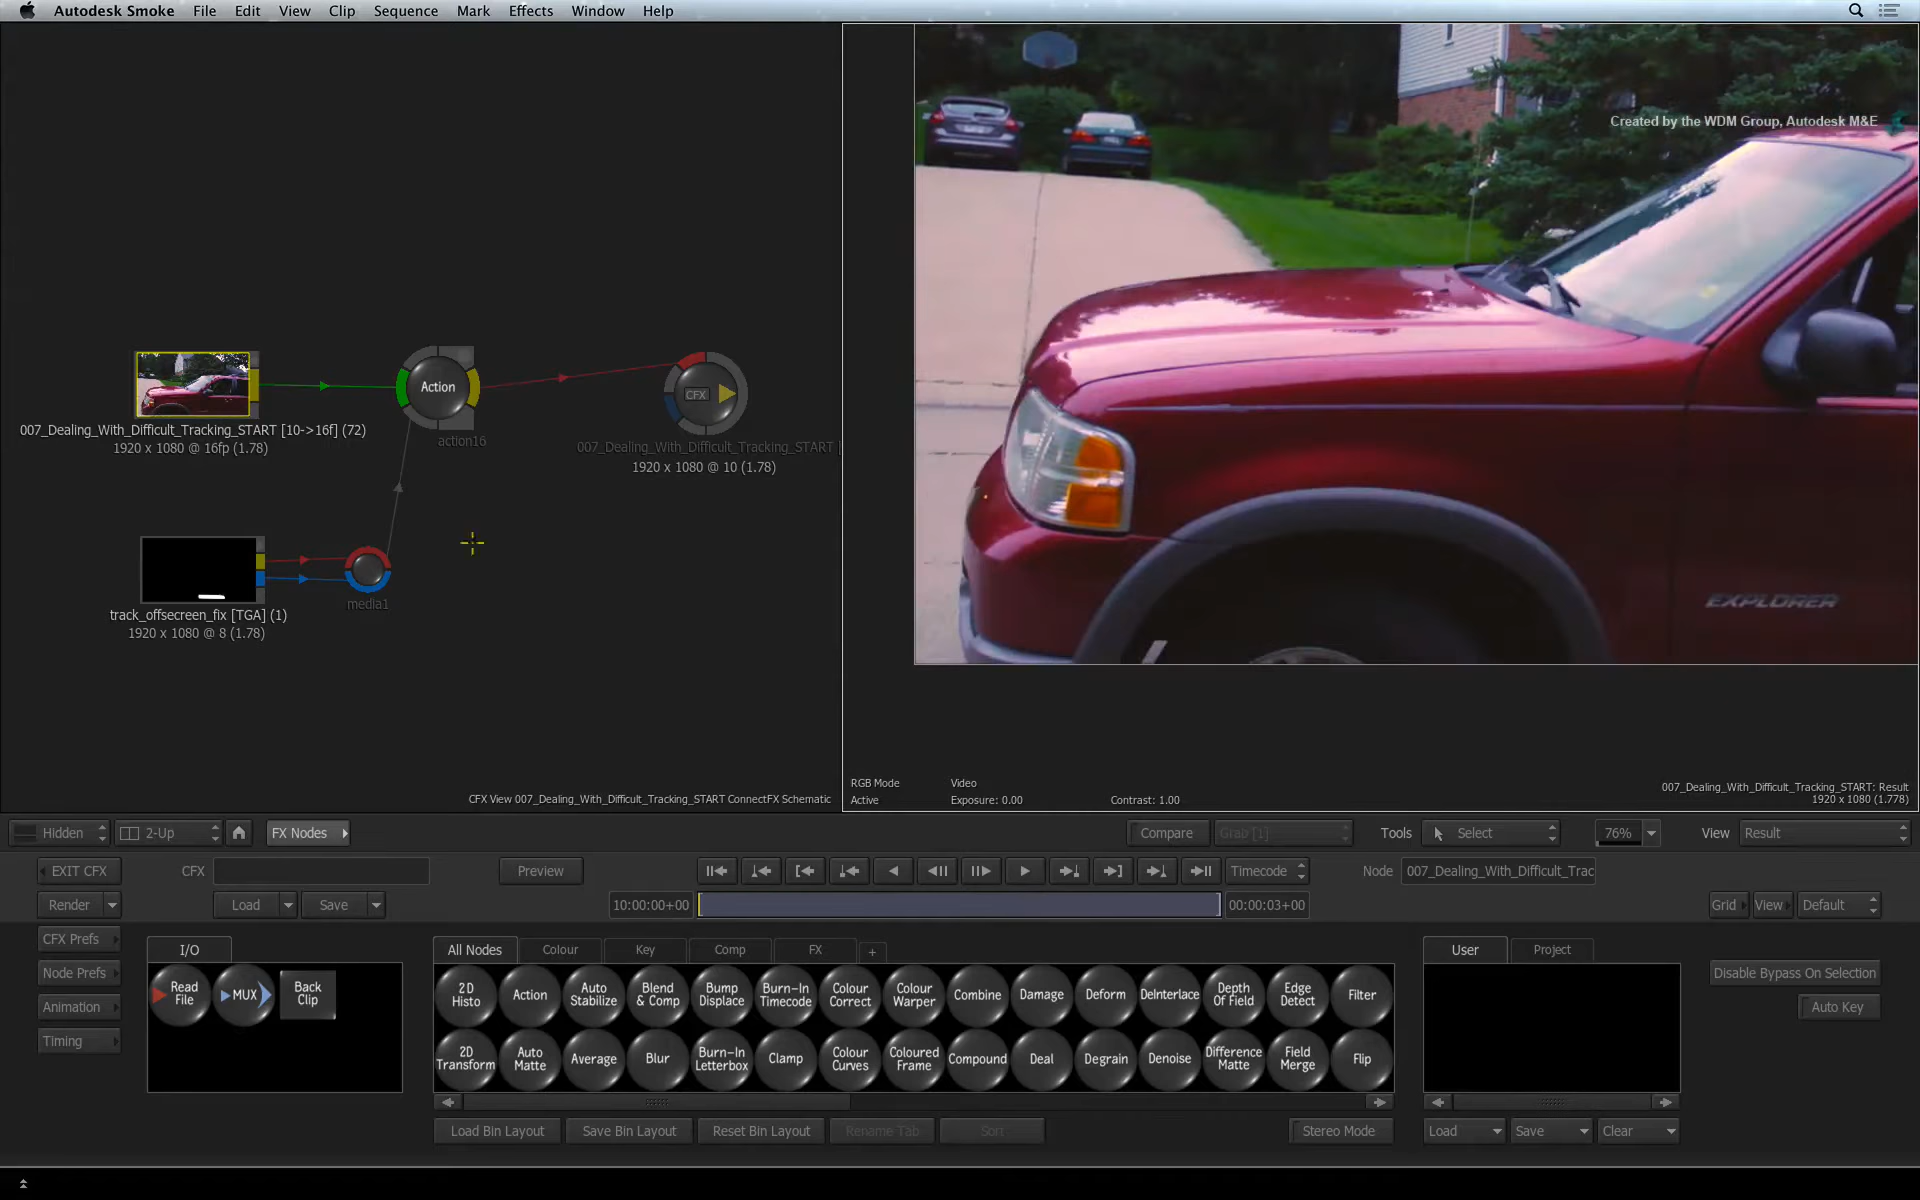 Autodesk Smoke File Edit View Clip Sequence Mark Effects Window Help
Created by the WDM Group, Autodesk M&E
EXPLORER
Action
action16
CFX
007_Dealing_With_Difficult_Tracking_START [10->16f] (72)
1920 x 1080 @ 16fp (1.78)
007_Dealing_With_Difficult_Tracking_START [
1920 x 1080 @ 10 (1.78)
media1
track_offsecreen_fix [TGA] (1)
1920 x 1080 @ 8 (1.78)
CFX View 007_Dealing_With_Difficult_Tracking_START ConnectFX Schematic
RGB Mode Video
Active Exposure: 0.00 Contrast: 1.00
007_Dealing_With_Difficult_Tracking_START: Result
1920 x 1080 (1.778)
Hidden 2-Up FX Nodes Compare Grab [1] Tools Select 76% View Result
EXIT CFX CFX Preview Timecode Node 007_Dealing_With_Difficult_Trac
Render Load Save 10:00:00+00 00:00:03+00 Grid View Default
CFX Prefs
Node Prefs
Animation
Timing
I/O
Read File MUX Back Clip
All Nodes Colour Key Comp FX +
2D Histo Action Auto Stabilize Blend & Comp Bump Displace Burn-In Timecode Colour Correct Colour Warper Combine Damage Deform DeInterlace Depth Of Field Edge Detect Filter
2D Transform Auto Matte Average Blur Burn-In Letterbox Clamp Colour Curves Coloured Frame Compound Deal Degrain Denoise Difference Matte Field Merge Flip
Load Bin Layout Save Bin Layout Reset Bin Layout Rename Tab Sort Stereo Mode
User Project
Load Save Clear
Disable Bypass On Selection
Auto Key